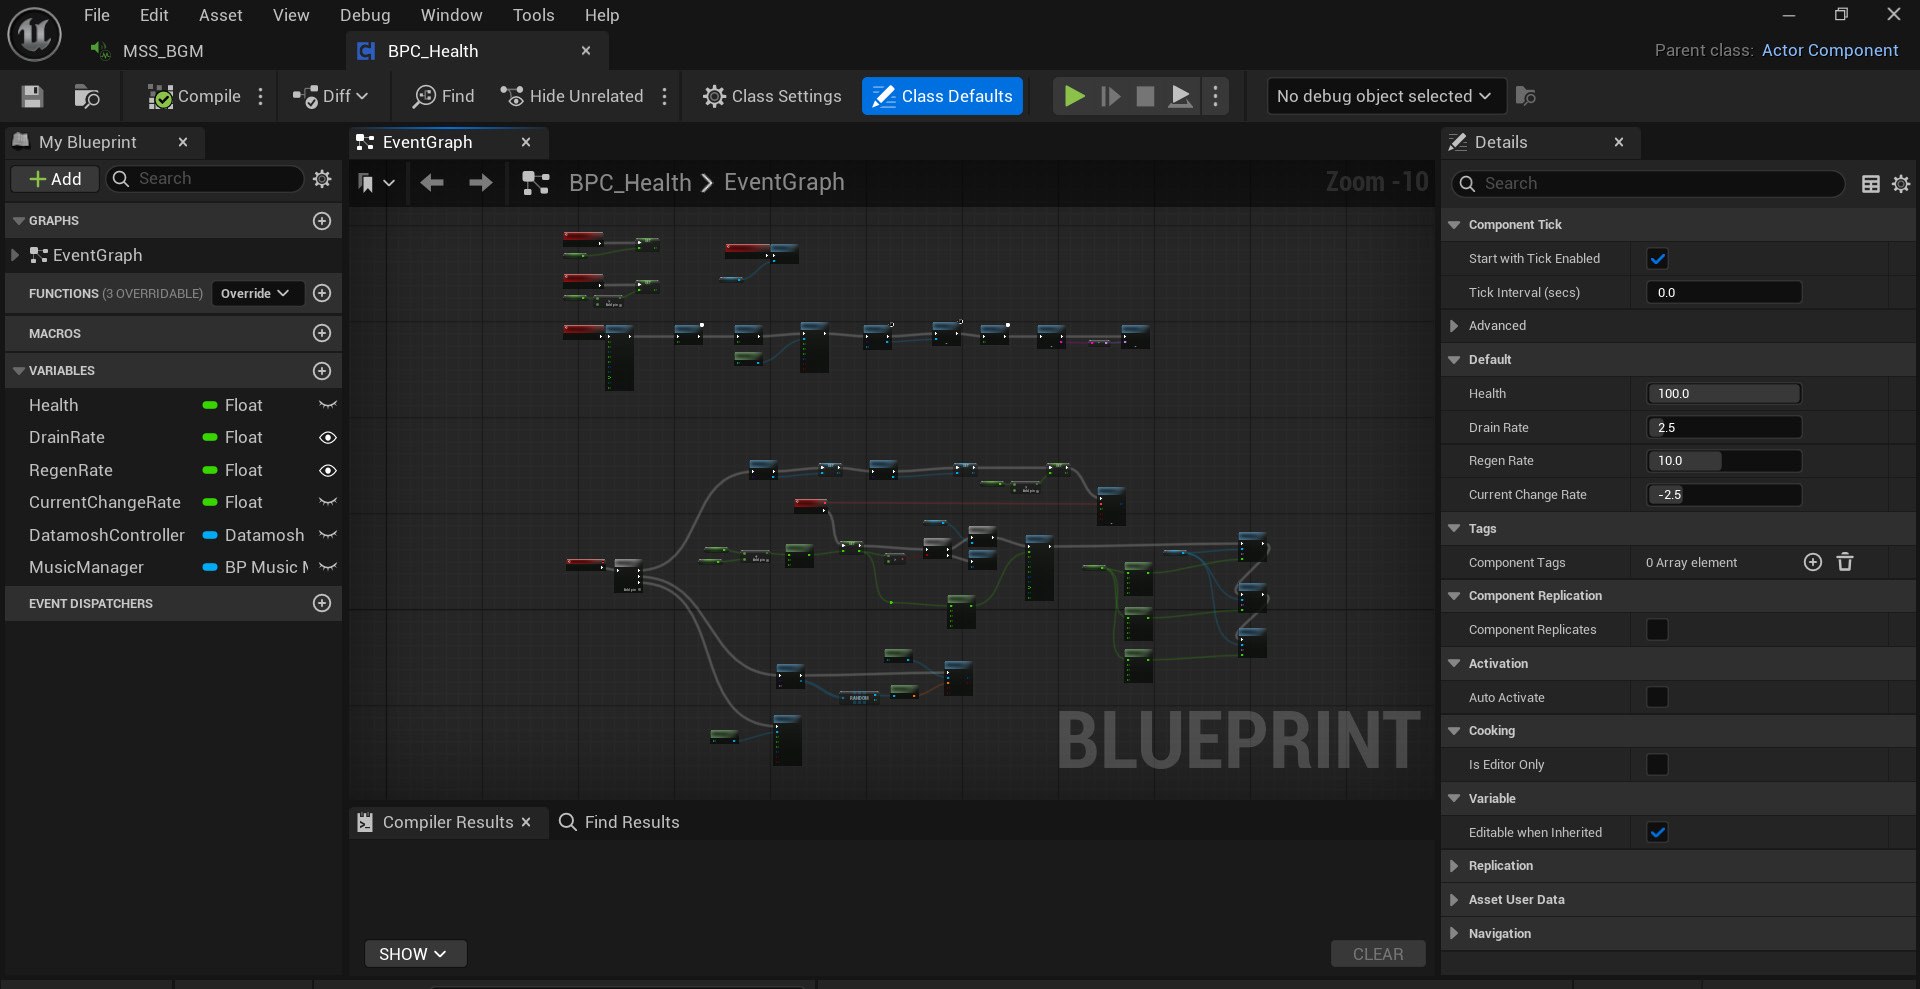 File Edit Asset View Debug Window Tools Help
MSS_BGM
BPC_Health
Parent class: Actor Component
Compile
Diff
Find
Hide Unrelated
Class Settings
Class Defaults
No debug object selected
My Blueprint
Add
Search
GRAPHS
EventGraph
FUNCTIONS (3 OVERRIDABLE)
Override
MACROS
VARIABLES
Health Float
DrainRate Float
RegenRate Float
CurrentChangeRate Float
DatamoshController Datamosh
MusicManager BP Music M
EVENT DISPATCHERS
EventGraph
BPC_Health > EventGraph
Zoom -10
RANDOM
BLUEPRINT
Compiler Results
Find Results
SHOW
CLEAR
Details
Search
Component Tick
Start with Tick Enabled
Tick Interval (secs) 0.0
Advanced
Default
Health 100.0
Drain Rate 2.5
Regen Rate 10.0
Current Change Rate -2.5
Tags
Component Tags 0 Array element
Component Replication
Component Replicates
Activation
Auto Activate
Cooking
Is Editor Only
Variable
Editable when Inherited
Replication
Asset User Data
Navigation